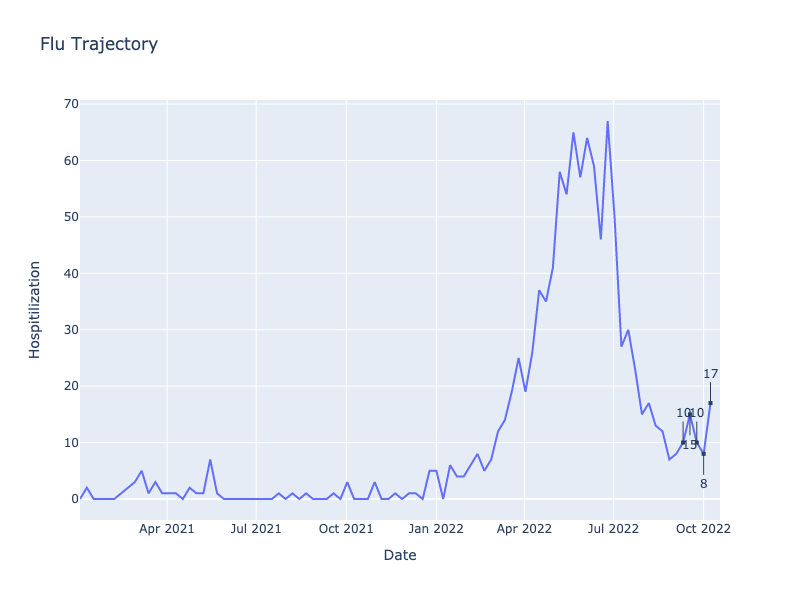 Flu Trajectory
70
60
50
40
30
20
10
0
Hospitilization
17
10
10
15
8
Apr 2021
Jul 2021
Oct 2021
Jan 2022
Apr 2022
Jul 2022
Oct 2022
Date